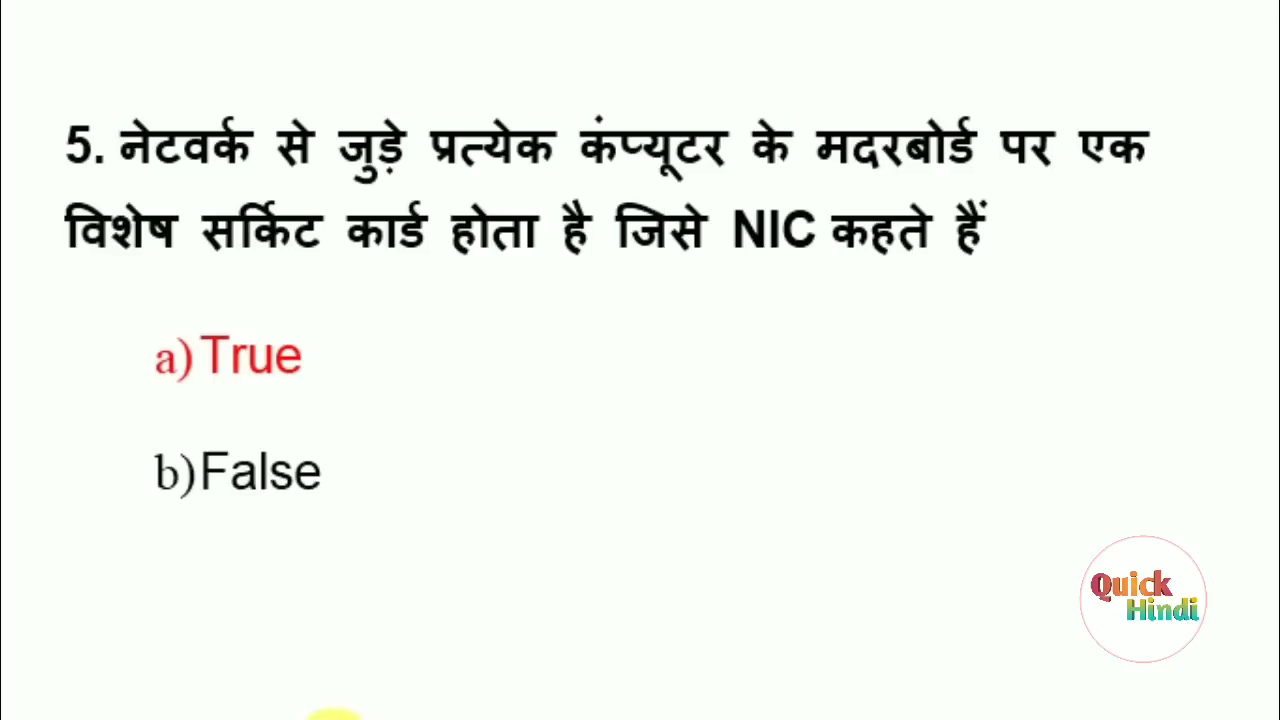 5. नेटवर्क से जुड़े प्रत्येक कंप्यूटर के मदरबोर्ड पर एक
विशेष सर्किट कार्ड होता है जिसे NIC कहते हैं
a) True
b) False
Quick
Hindi